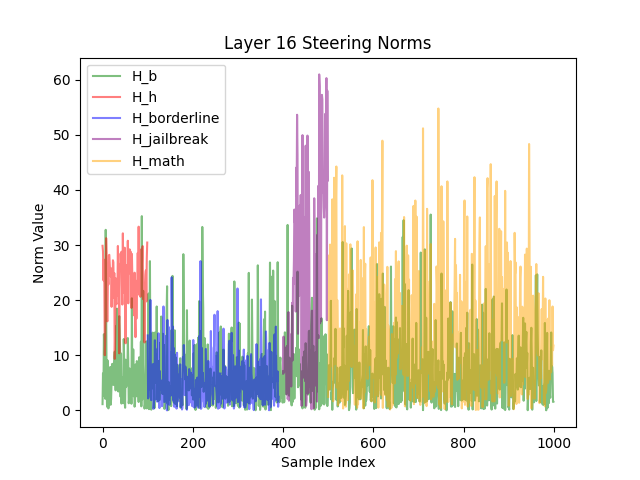 Layer 16 Steering Norms
H_b
H_h
H_borderline
H_jailbreak
H_math
60
50
40
30
20
10
0
Norm Value
0 200 400 600 800 1000
Sample Index